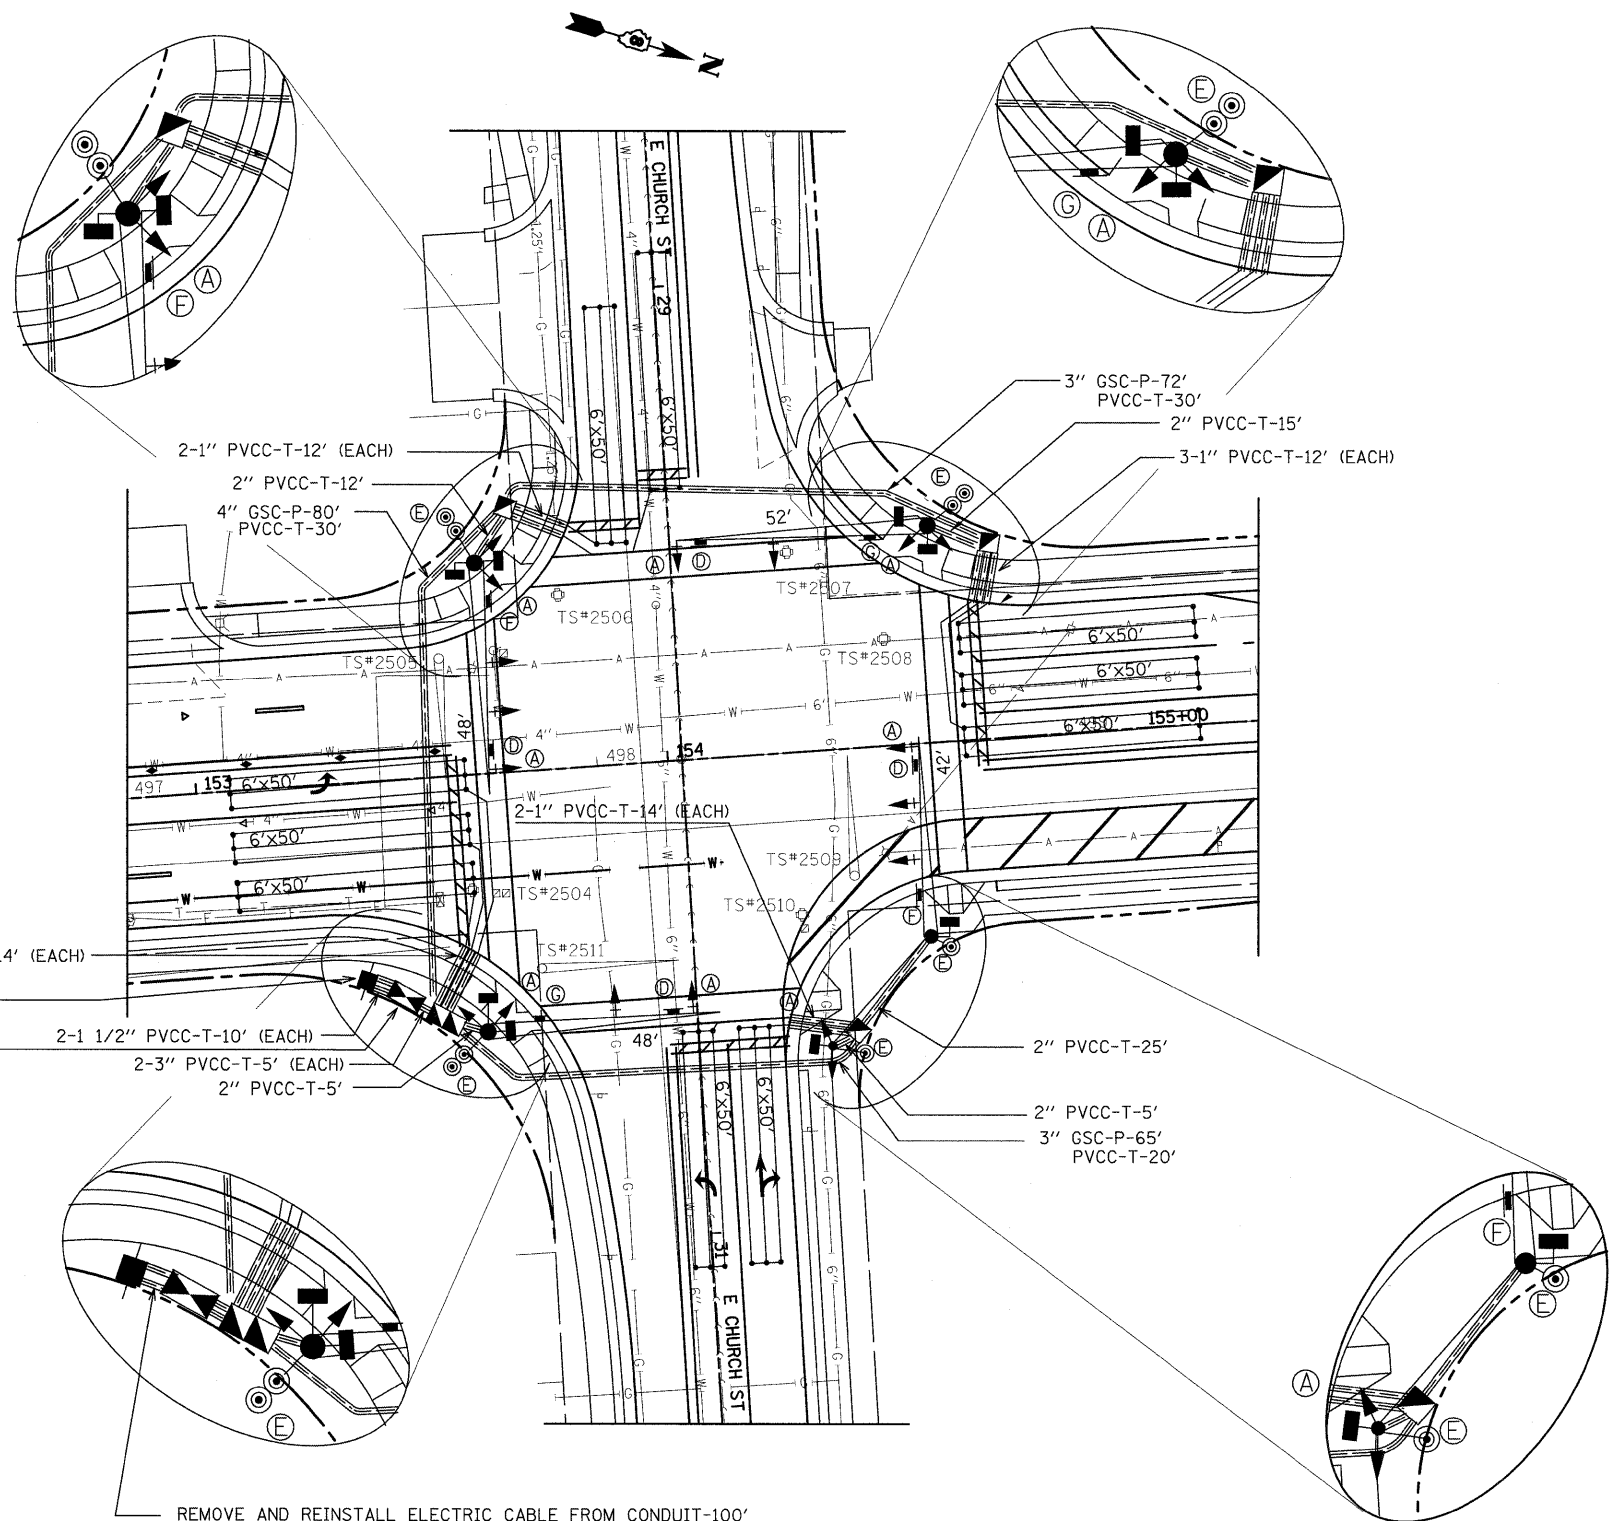 N
E
E
G
A
F
A
E CHURCH ST
29
1.25"
6"
4"
6'x50'
6'x50'
3" GSC-P-72'
PVCC-T-30'
2" PVCC-T-15'
3-1" PVCC-T-12' (EACH)
2-1" PVCC-T-12' (EACH)
2" PVCC-T-12'
4" GSC-P-80'
PVCC-T-30'
E
E
52'
A
D
G
A
TS#2507
TS#2506
A
F
TS#2505
TS#2508
6'x50'
6'x50'
6'x50'
155+00
48'
D
A
498
154
A
D
42'
497
153
6'x50'
6'x50'
6'x50'
2-1" PVCC-T-14' (EACH)
TS#2509
TS#2504
TS#2510
F
E
TS#2511
4' (EACH)
A
G
D
A
A
E
2-1 1/2" PVCC-T-10' (EACH)
2-3" PVCC-T-5' (EACH)
2" PVCC-T-5'
E
48'
2" PVCC-T-25'
2" PVCC-T-5'
3" GSC-P-65'
PVCC-T-20'
6'x50'
6'x50'
31
E CHURCH ST
E
F
E
A
E
REMOVE AND REINSTALL ELECTRIC CABLE FROM CONDUIT-100'